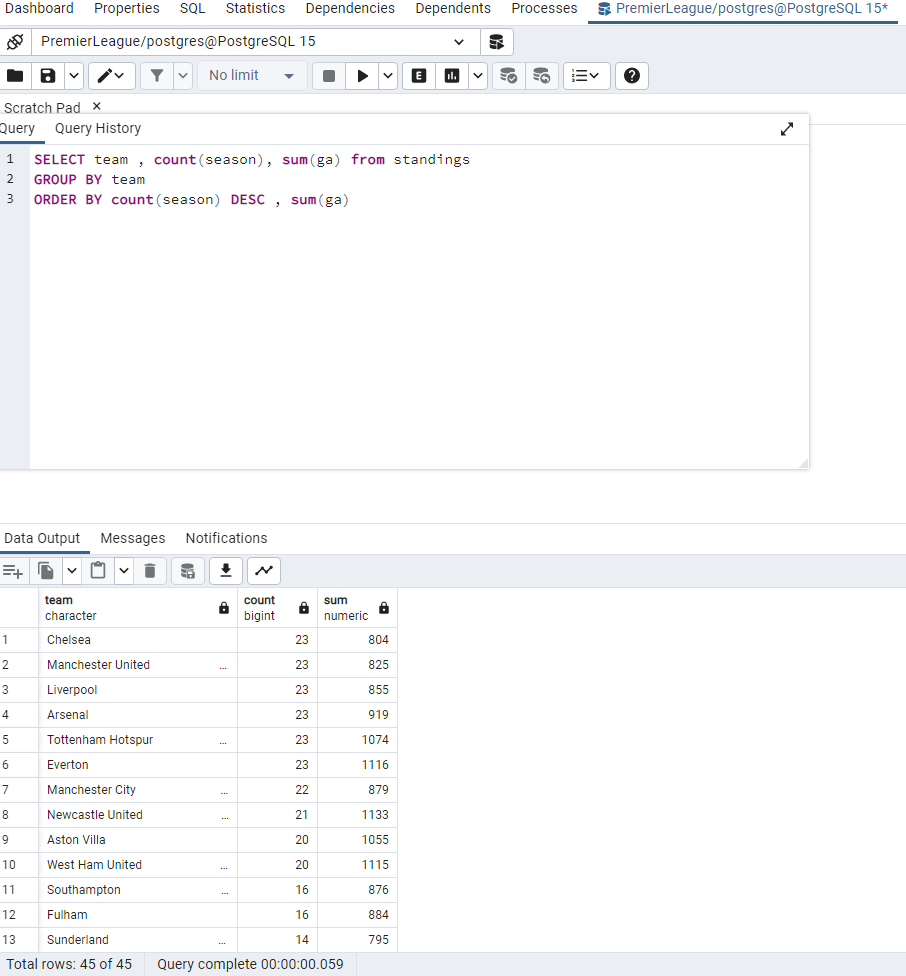 Dashboard Properties SQL Statistics Dependencies Dependents Processes PremierLeague/postgres@PostgreSQL 15*
PremierLeague/postgres@PostgreSQL 15
No limit E
Scratch Pad ×
Query Query History
1 SELECT team , count(season), sum(ga) from standings
2 GROUP BY team
3 ORDER BY count(season) DESC , sum(ga)
Data Output Messages Notifications
team count sum
character bigint numeric
1 Chelsea 23 804
2 Manchester United ... 23 825
3 Liverpool 23 855
4 Arsenal 23 919
5 Tottenham Hotspur ... 23 1074
6 Everton 23 1116
7 Manchester City ... 22 879
8 Newcastle United ... 21 1133
9 Aston Villa 20 1055
10 West Ham United ... 20 1115
11 Southampton ... 16 876
12 Fulham 16 884
13 Sunderland ... 14 795
Total rows: 45 of 45 Query complete 00:00:00.059